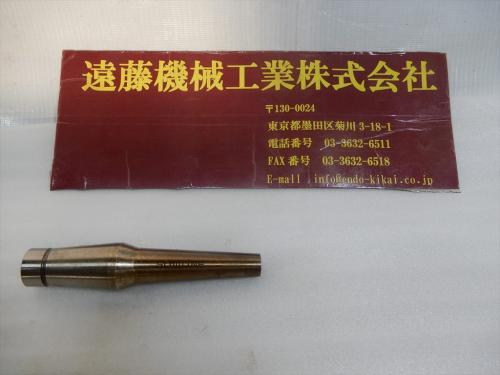 遠藤機械工業株式会社
〒130-0024
東京都墨田区菊川3-18-1
電話番号 03-3632-6511
FAX番号 03-3632-6518
E-mall info@endo-kikai.co.jp